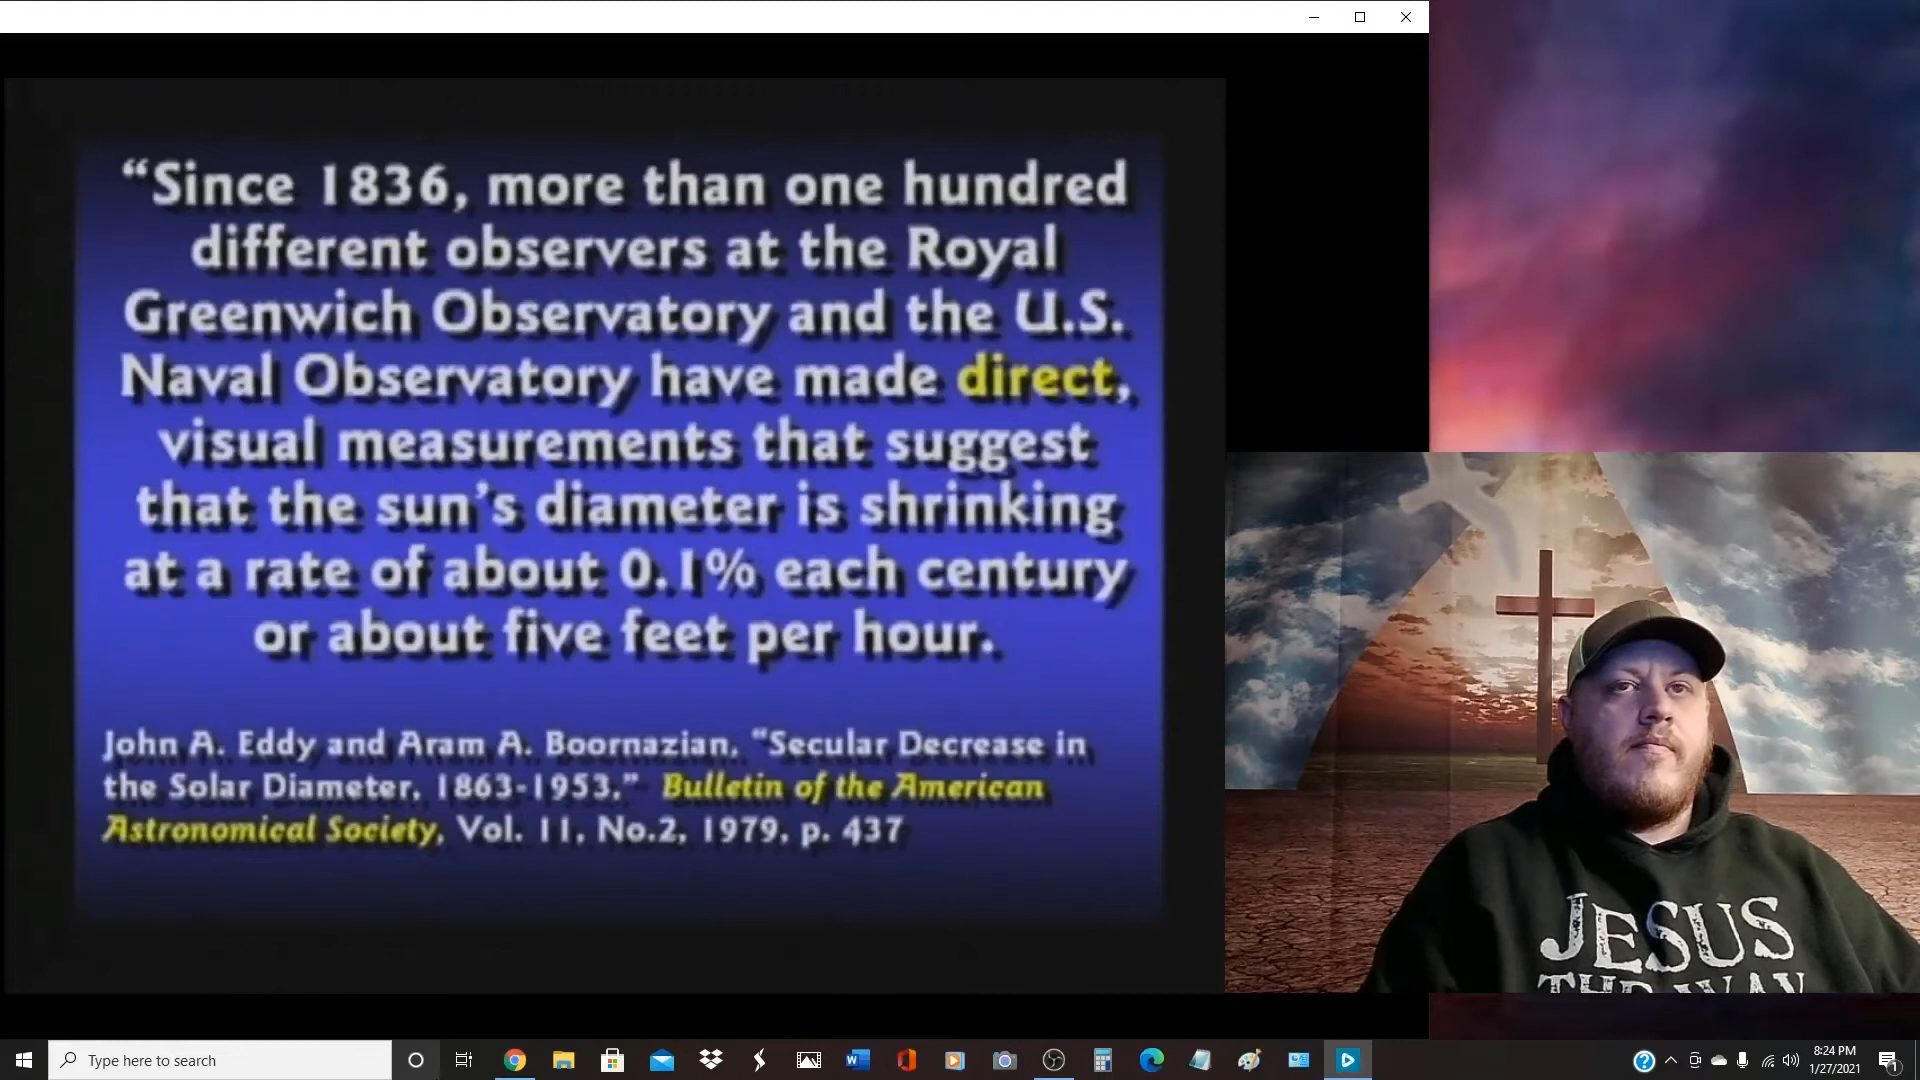 “Since 1836, more than one hundred
different observers at the Royal
Greenwich Observatory and the U.S.
Naval Observatory have made direct,
visual measurements that suggest
that the sun’s diameter is shrinking
at a rate of about 0.1% each century
or about five feet per hour.
John A. Eddy and Aram A. Boornazian, “Secular Decrease in
the Solar Diameter, 1863-1953,” Bulletin of the American
Astronomical Society, Vol. 11, No.2, 1979, p. 437
JESUS
THE WAY
Type here to search
8:24 PM
1/27/2021